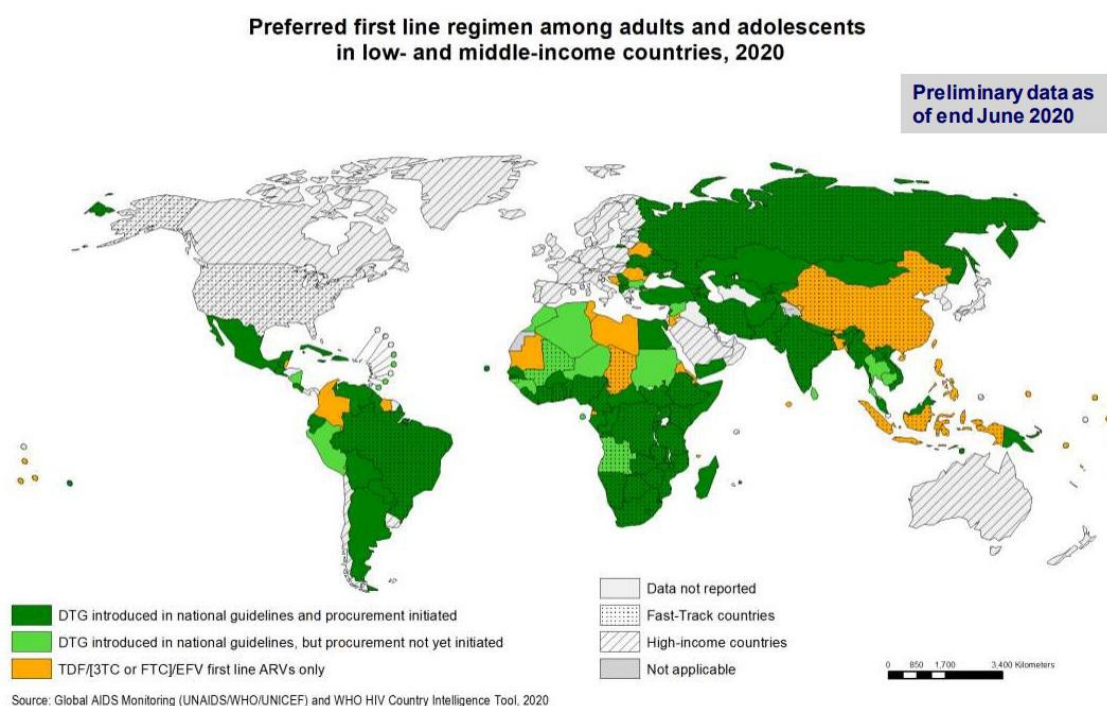 Preferred first line regimen among adults and adolescents
in low- and middle-income countries, 2020
Preliminary data as
of end June 2020
DTG introduced in national guidelines and procurement initiated
DTG introduced in national guidelines, but procurement not yet initiated
TDF/[3TC or FTC]/EFV first line ARVs only
Data not reported
Fast-Track countries
High-income countries
Not applicable
0 850 1,700 3,400 Kilometers
Source: Global AIDS Monitoring (UNAIDS/WHO/UNICEF) and WHO HIV Country Intelligence Tool, 2020